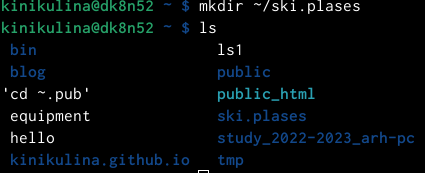 kinikulina@dk8n52 ~ $ mkdir ~/ski.plases
kinikulina@dk8n52 ~ $ ls
bin ls1
blog public
'cd ~.pub' public_html
equipment ski.plases
hello study_2022-2023_arh-pc
kinikulina.github.io tmp